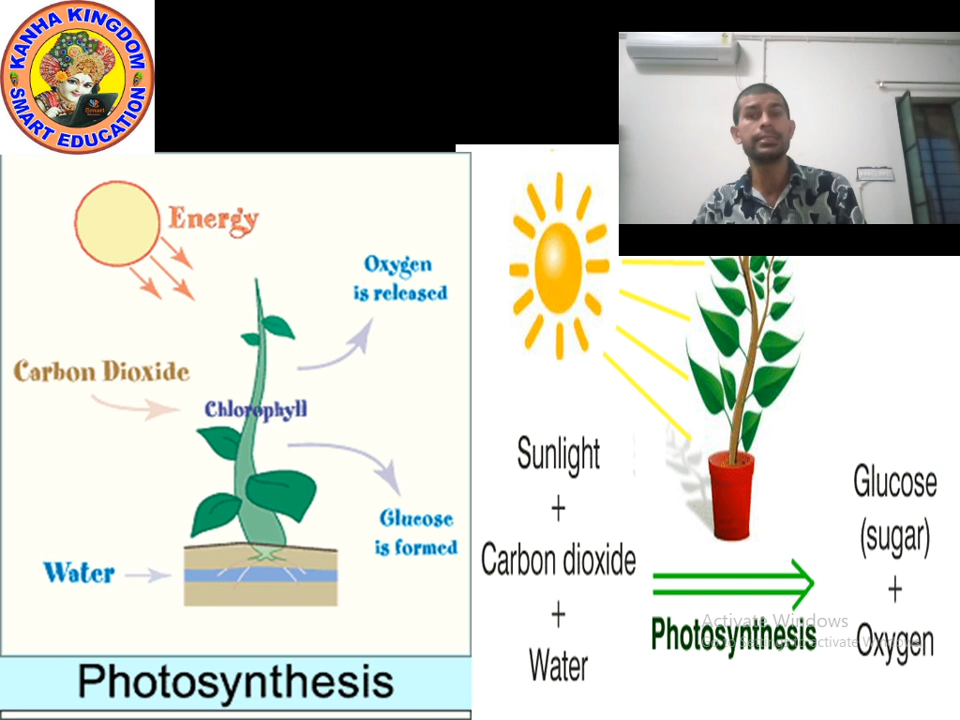 KANHA KINGDOM
SMART EDUCATION
Smart
Energy
Oxygen
is released
Carbon Dioxide
Chlorophyll
Glucose
is formed
Water
Photosynthesis
Sunlight
+
Carbon dioxide
+
Water
Photosynthesis
Glucose
(sugar)
+
Oxygen
Activate Windows